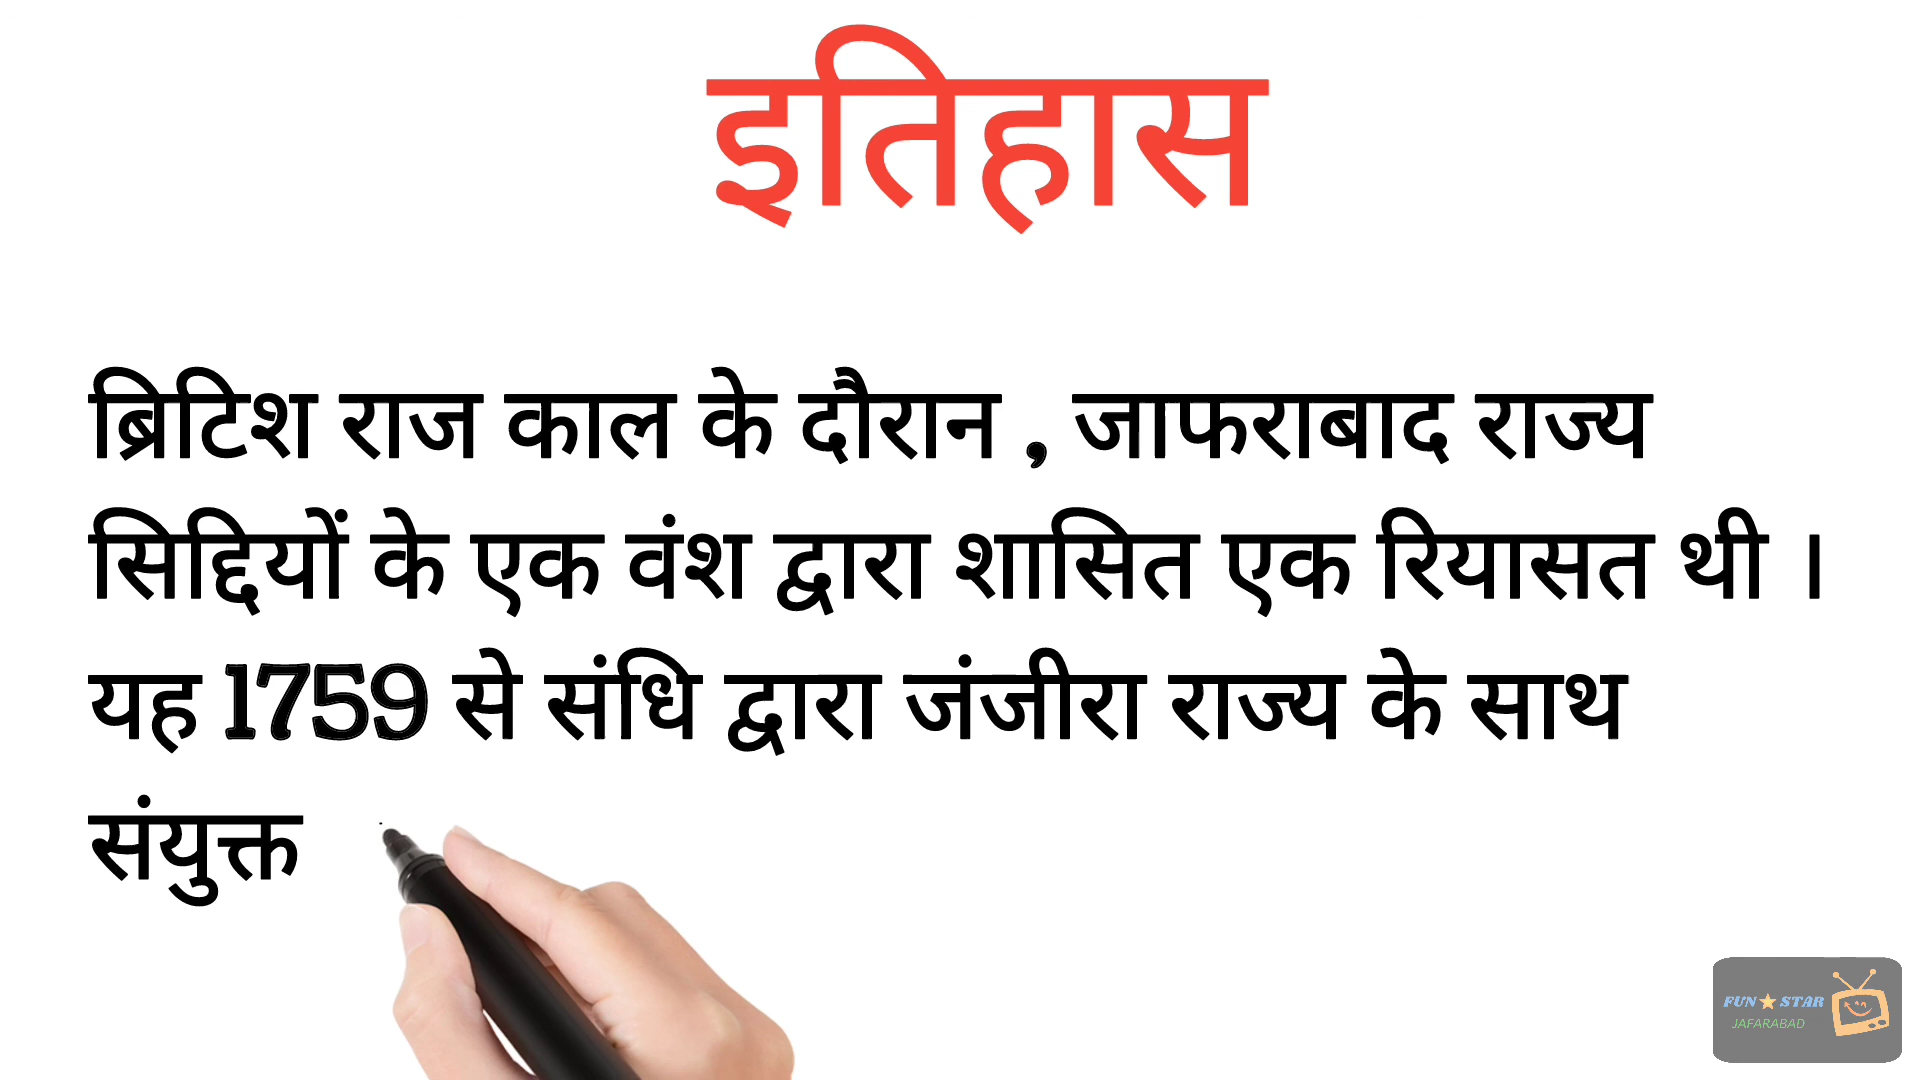 इतिहास
ब्रिटिश राज काल के दौरान , जाफराबाद राज्य
सिद्दियों के एक वंश द्वारा शासित एक रियासत थी ।
यह 1759 से संधि द्वारा जंजीरा राज्य के साथ
संयुक्त
FUN STAR
JAFARABAD